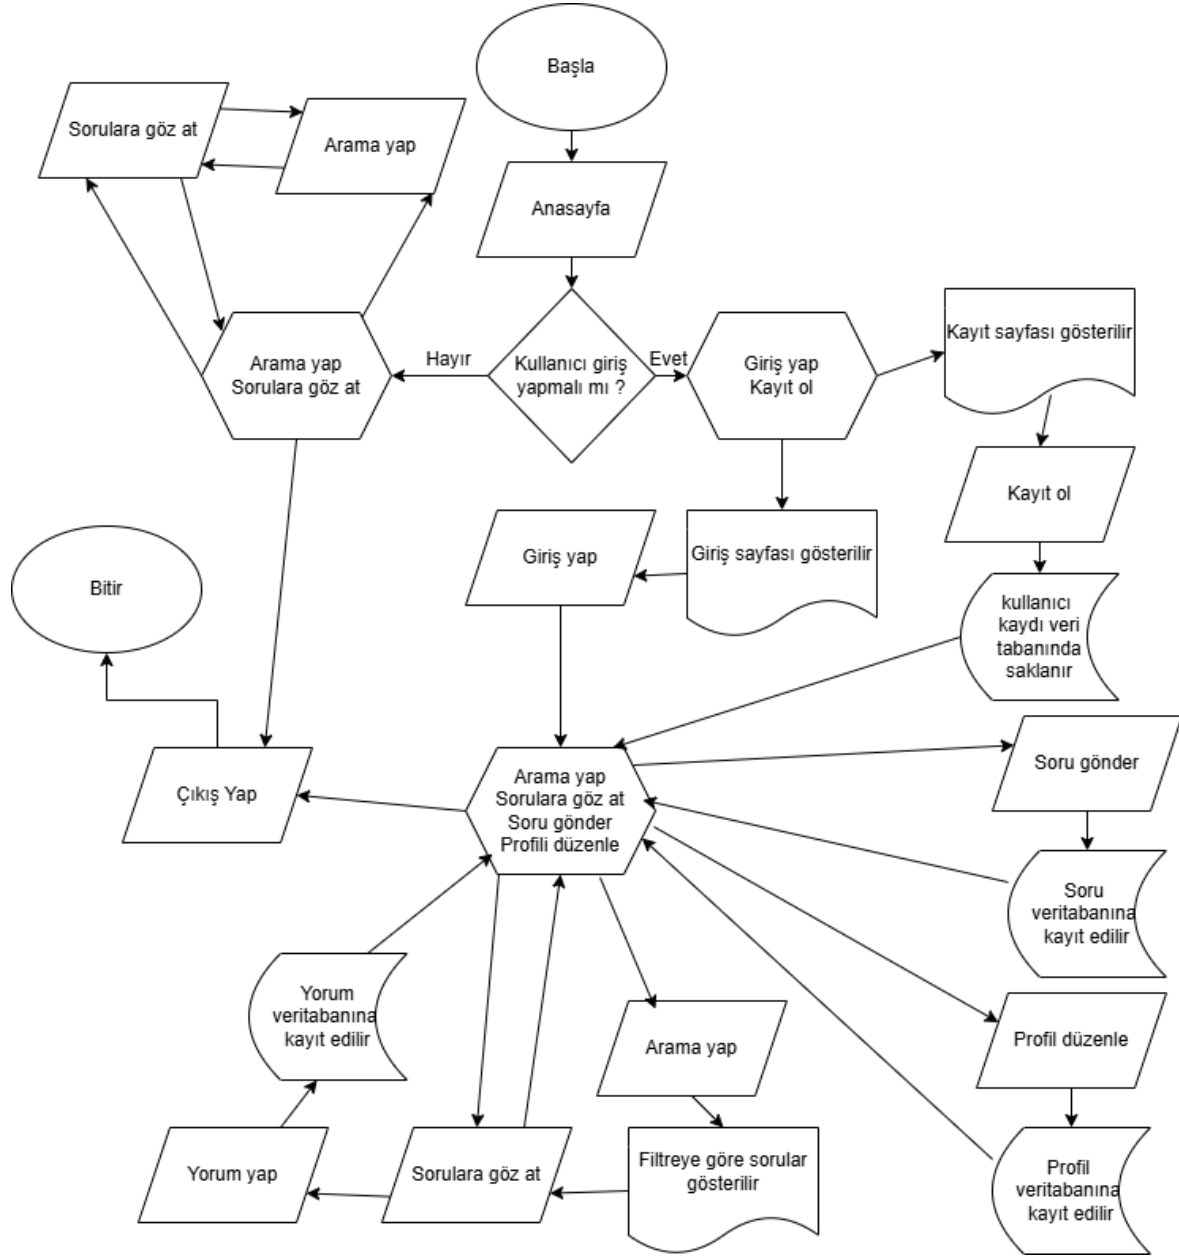 Başla
Sorulara göz at
Arama yap
Anasayfa
Kayıt sayfası gösterilir
Arama yap
Sorulara göz at
Hayır
Kullanıcı giriş
yapmalı mı ?
Evet
Giriş yap
Kayıt ol
Kayıt ol
Giriş yap
Giriş sayfası gösterilir
Bitir
kullanıcı
kaydı veri
tabanında
saklanır
Çıkış Yap
Arama yap
Sorulara göz at
Soru gönder
Profili düzenle
Soru gönder
Soru
veritabanına
kayıt edilir
Yorum
veritabanına
kayıt edilir
Arama yap
Profil düzenle
Yorum yap
Sorulara göz at
Filtreye göre sorular
gösterilir
Profil
veritabanına
kayıt edilir